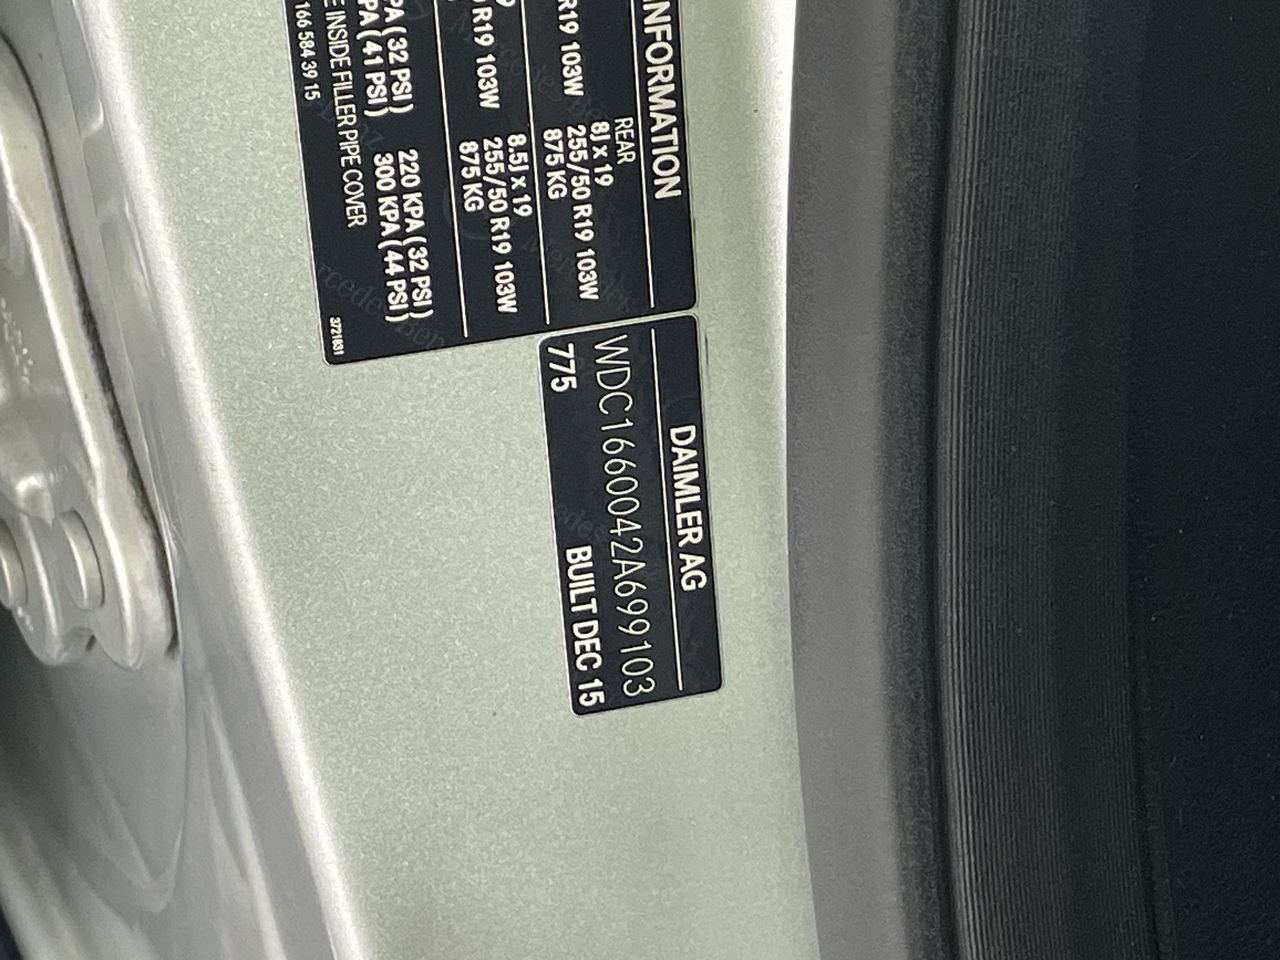 NFORMATION
REAR
8J x 19
R19 103W 255/50 R19 103W
875 KG
8.5J x 19
R19 103W 255/50 R19 103W
875 KG
PA (32 PSI) 220 KPA (32 PSI)
PA (41 PSI) 300 KPA (44 PSI)
E INSIDE FILLER PIPE COVER
166 584 39 15
3721631
DAIMLER AG
WDC1660042A699103
775 BUILT DEC 15